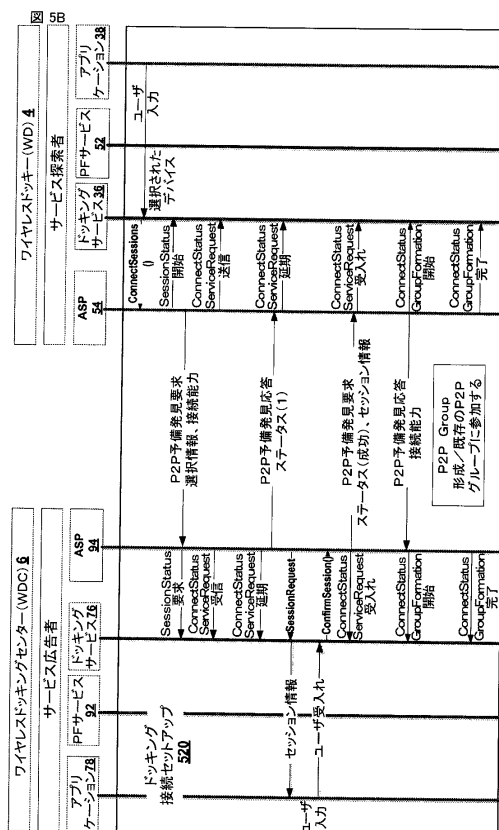 図 5B
ワイヤレスドッキングセンター(WDC) 6
ワイヤレスドッキー(WD) 4
サービス広告者
サービス探索者
アプリ
ケーション78
PFサービス
92
ドッキング
サービス76
ASP
94
ASP
54
ドッキング
サービス36
PFサービス
52
アプリ
ケーション38
ユーザ
入力
選択された
デバイス
ConnectSessions
()
SessionStatus
開始
P2P予備発見要求
選択情報、接続能力
SessionStatus
要求
ConnectStatus
ServiceRequest
送信
ConnectStatus
ServiceRequest
受信
ドッキング
接続セットアップ
520
ConnectStatus
ServiceRequest
延期
P2P予備発見応答
ステータス(1)
ConnectStatus
ServiceRequest
延期
SessionRequest
セッション情報
ユーザ
入力
ユーザ受入れ
ConfirmSession()
ConnectStatus
ServiceRequest
受入れ
P2P予備発見要求
ステータス(成功)、セッション情報
ConnectStatus
ServiceRequest
受入れ
P2P予備発見応答
接続能力
ConnectStatus
GroupFormation
開始
ConnectStatus
GroupFormation
開始
P2P Group
形成/既存のP2P
グループに参加する
ConnectStatus
GroupFormation
完了
ConnectStatus
GroupFormation
完了